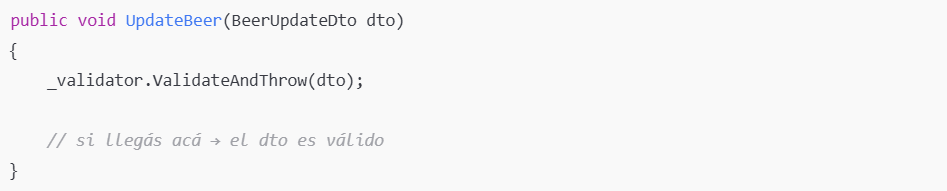 public void UpdateBeer(BeerUpdateDto dto)
{
    _validator.ValidateAndThrow(dto);
    // si llegás acá → el dto es válido
}